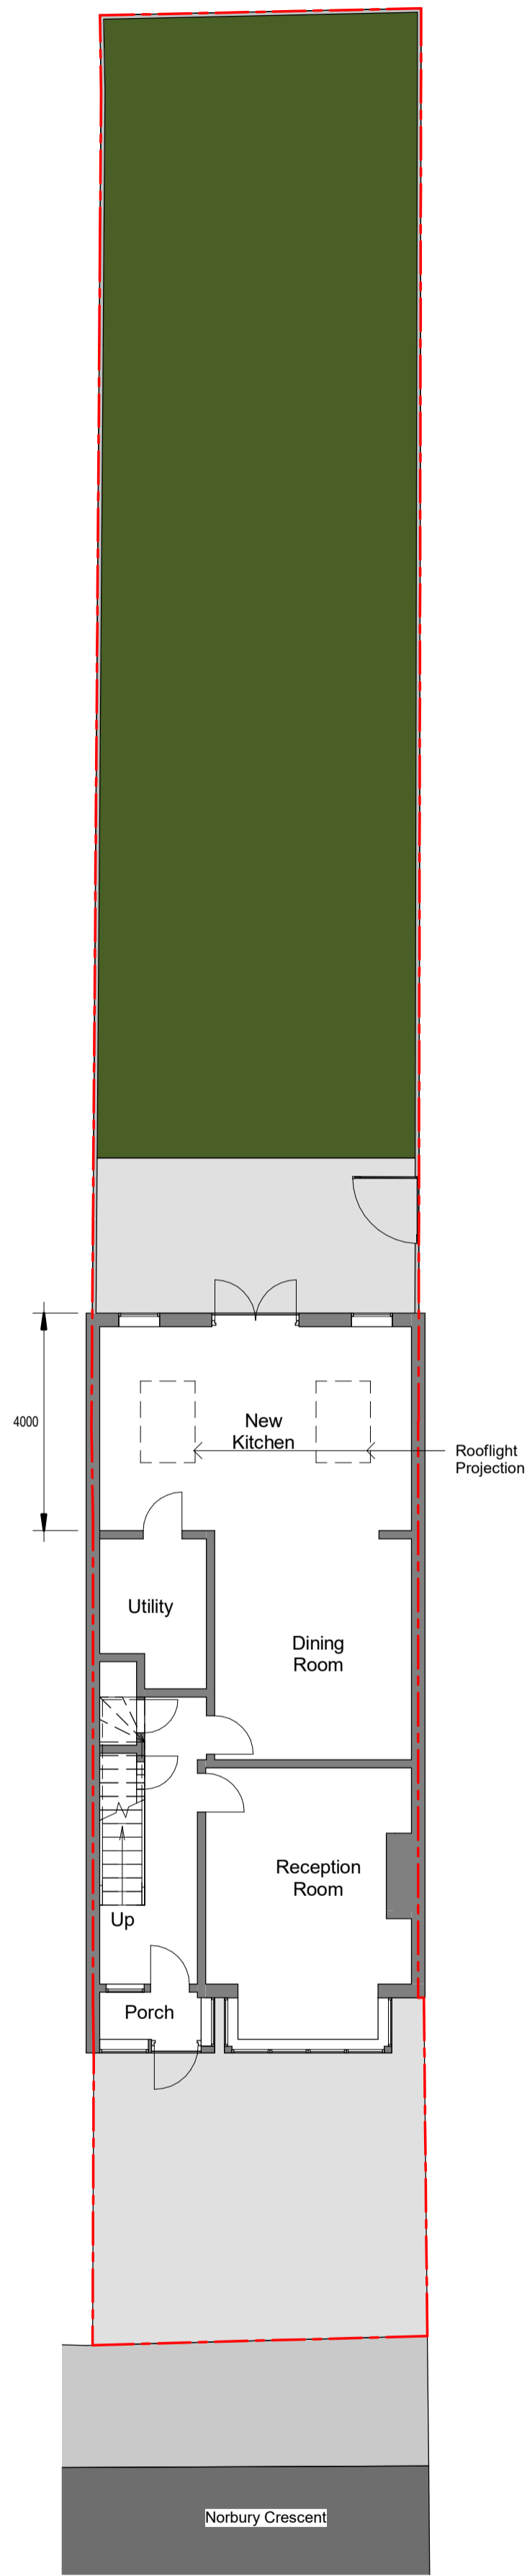 4000
New
Kitchen
Rooflight
Projection
Utility
Dining
Room
Reception
Room
Up
Porch
Norbury Crescent